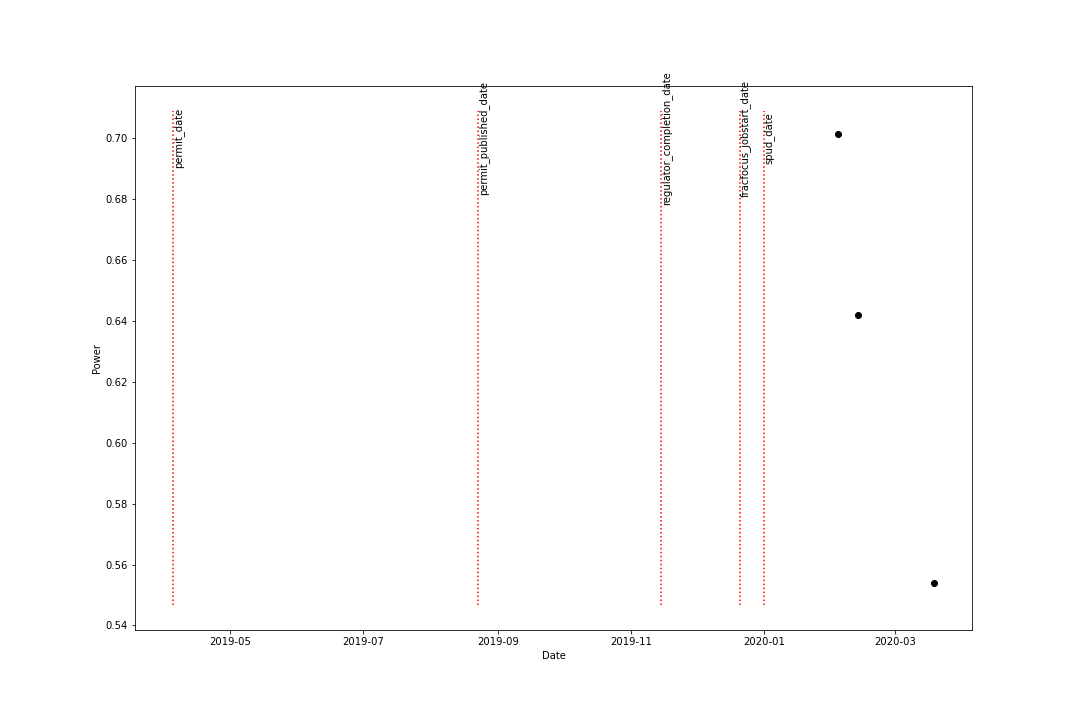 regulator_completion_date
permit_published_date
fracfocus_jobstart_date
permit_date
spud_date
0.70
0.68
0.66
0.64
0.62
0.60
0.58
0.56
0.54
Power
2019-05
2019-07
2019-09
2019-11
2020-01
2020-03
Date